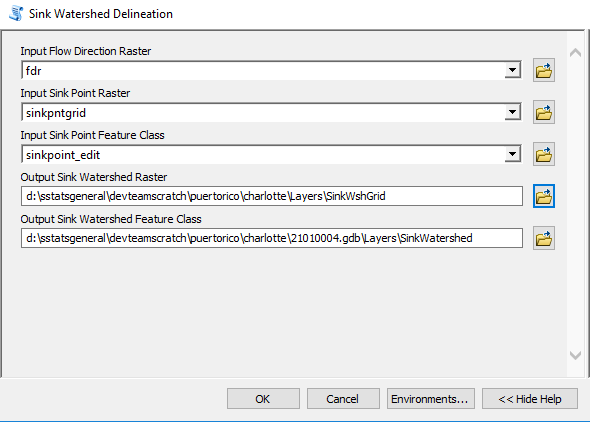 Sink Watershed Delineation
Input Flow Direction Raster
fdr
Input Sink Point Raster
sinkpntgrid
Input Sink Point Feature Class
sinkpoint_edit
Output Sink Watershed Raster
d:\sstatsgeneral\devteamscratch\puertorico\charlotte\Layers\SinkWshGrid
Output Sink Watershed Feature Class
d:\sstatsgeneral\devteamscratch\puertorico\charlotte\21010004.gdb\Layers\SinkWatershed
OK Cancel Environments... << Hide Help